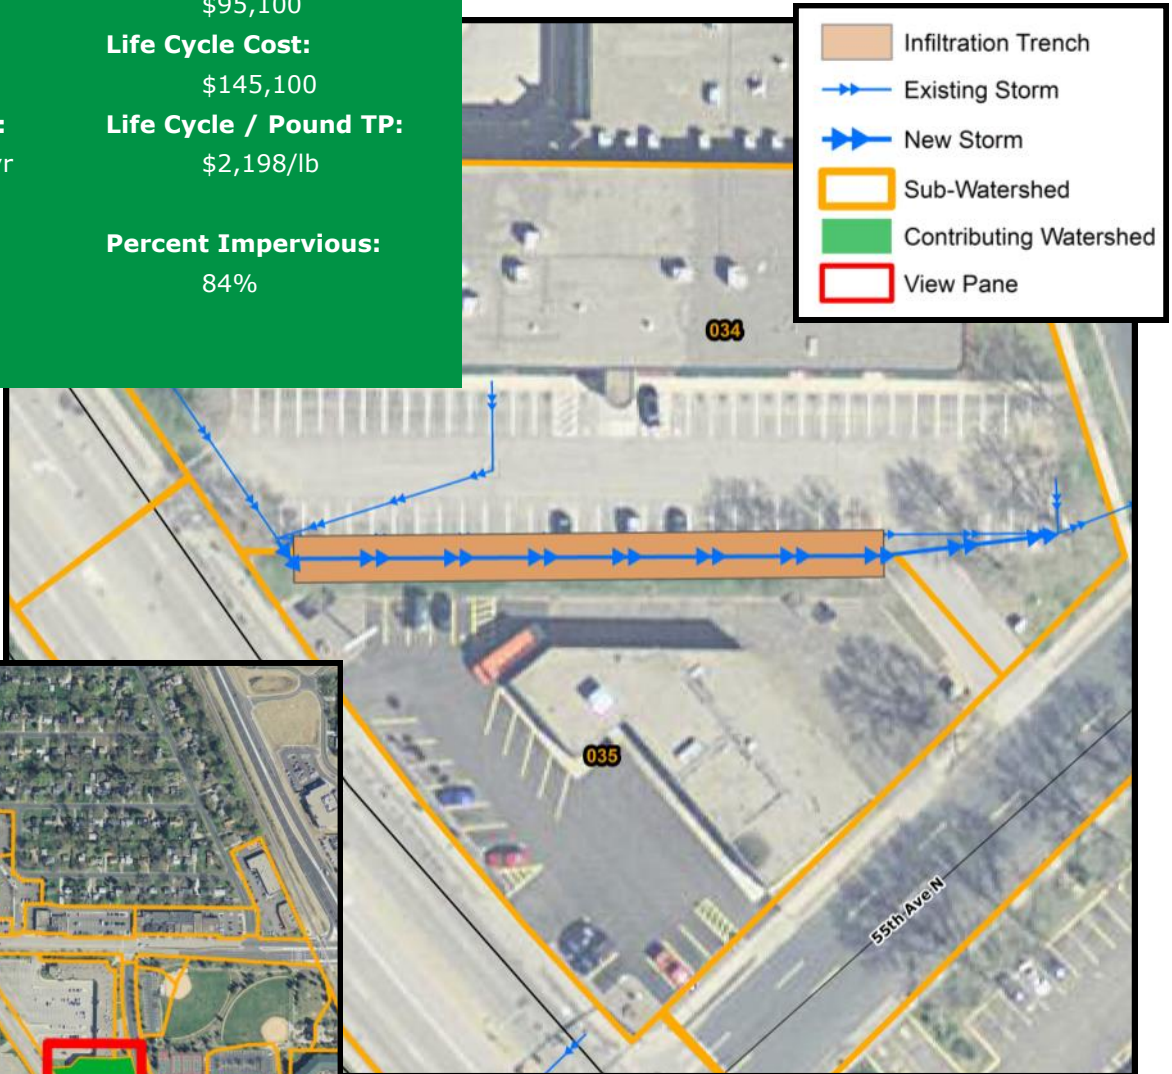 $95,100
Life Cycle Cost:
$145,100
: Life Cycle / Pound TP:
$2,198/lb
Percent Impervious:
84%
Infiltration Trench
Existing Storm
New Storm
Sub-Watershed
Contributing Watershed
View Pane
034
035
55th Ave N